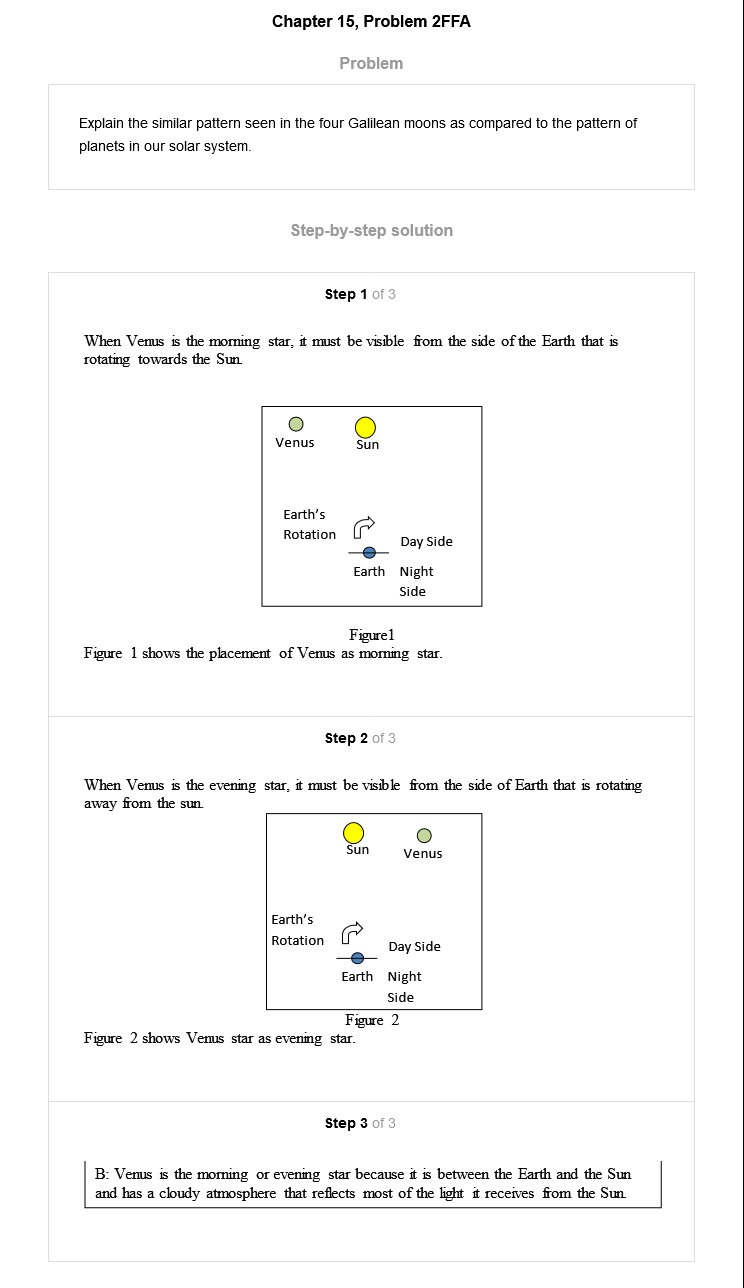 Chapter 15, Problem 2FFA
Problem
Explain the similar pattern seen in the four Galilean moons as compared to the pattern of
planets in our solar system.
Step-by-step solution
Step 1 of 3
When Venus is the morning star, it must be visible from the side of the Earth that is
rotating towards the Sun.
Venus
Sun
Earth's
Rotation
Day Side
Earth
Night
Side
Figure1
Figure 1 shows the placement of Venus as morning star.
Step 2 of 3
When Venus is the evening star, it must be visible from the side of Earth that is rotating
away from the sun.
Sun
Venus
Earth's
Rotation
Day Side
Earth
Night
Side
Figure 2
Figure 2 shows Venus star as evening star.
Step 3 of 3
B: Venus is the morning or evening star because it is between the Earth and the Sun
and has a cloudy atmosphere that reflects most of the light it receives from the Sun.